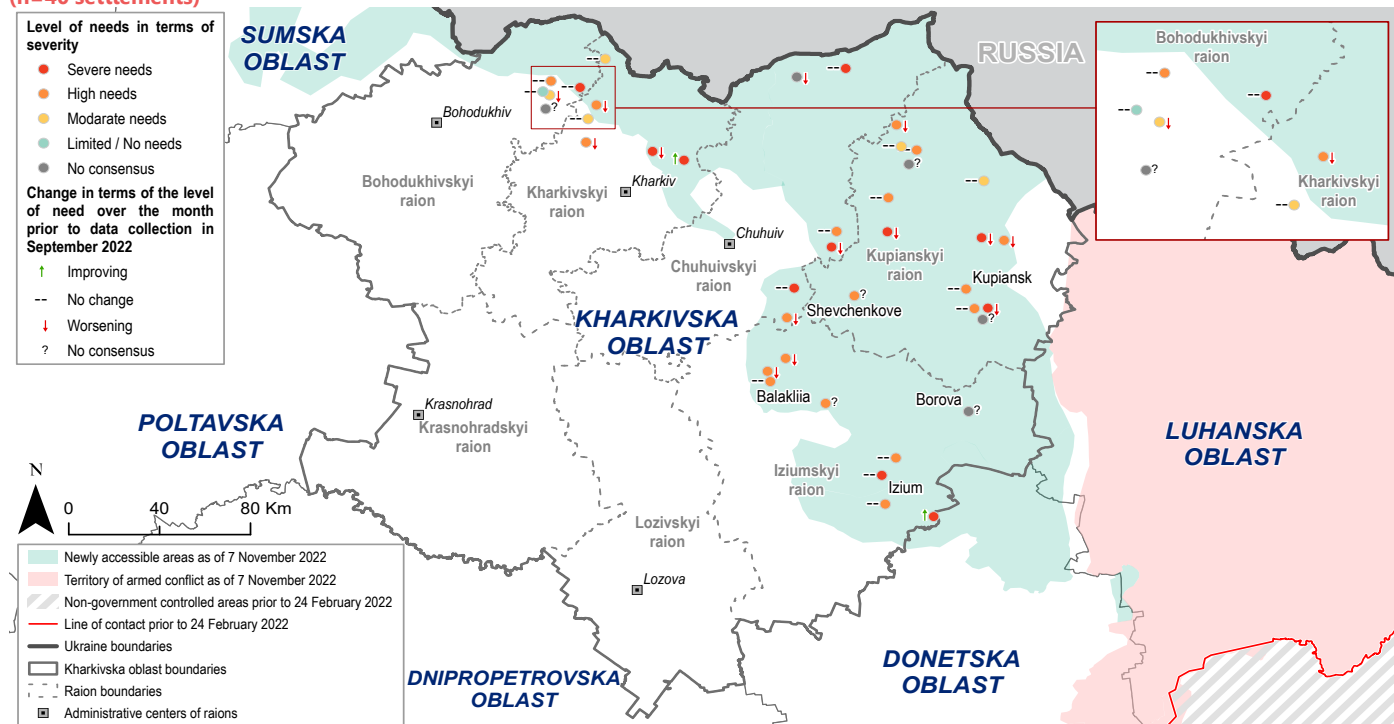 (n=40 settlements)
Level of needs in terms of
severity
Severe needs
High needs
Modarate needs
Limited / No needs
No consensus
Change in terms of the level
of need over the month
prior to data collection in
September 2022
↑ Improving
-- No change
↓ Worsening
? No consensus
SUMSKA
OBLAST
RUSSIA
Bohodukhivskyi
raion
Kharkivskyi
raion
Bohodukhiv
Bohodukhivskyi
raion
Kharkivskyi
raion
Kharkiv
Chuhuiv
Chuhuivskyi
raion
Kupianskyi
raion
Kupiansk
Shevchenkove
KHARKIVSKA
OBLAST
Balakliia
Borova
Krasnohrad
Krasnohradskyi
raion
POLTAVSKA
OBLAST
LUHANSKA
OBLAST
Iziumskyi
raion
Izium
Lozivskyi
raion
Lozova
DNIPROPETROVSKA
OBLAST
DONETSKA
OBLAST
N
0 40 80 Km
Newly accessible areas as of 7 November 2022
Territory of armed conflict as of 7 November 2022
Non-government controlled areas prior to 24 February 2022
Line of contact prior to 24 February 2022
Ukraine boundaries
Kharkivska oblast boundaries
Raion boundaries
Administrative centers of raions